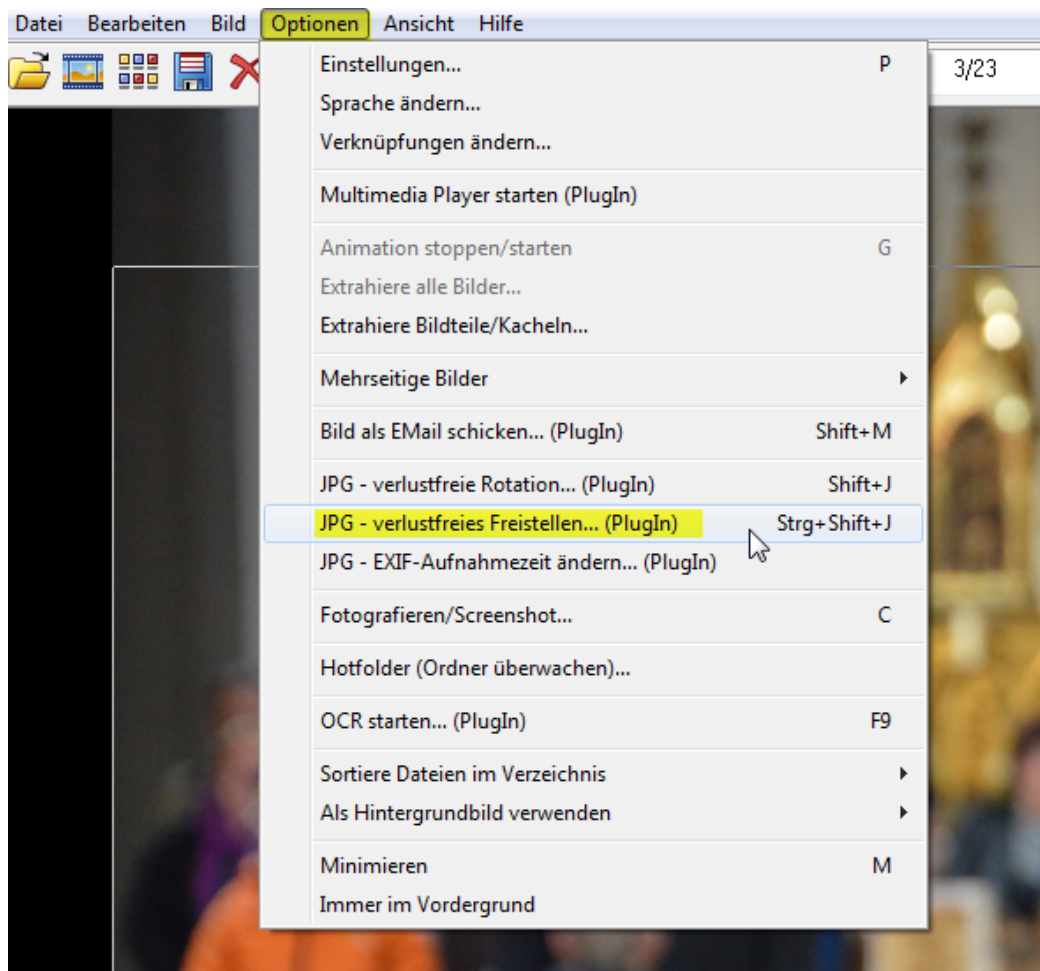 Datei Bearbeiten Bild Optionen Ansicht Hilfe
3/23
Einstellungen... P
Sprache ändern...
Verknüpfungen ändern...
Multimedia Player starten (PlugIn)
Animation stoppen/starten G
Extrahiere alle Bilder...
Extrahiere Bildteile/Kacheln...
Mehrseitige Bilder
Bild als EMail schicken... (PlugIn) Shift+M
JPG - verlustfreie Rotation... (PlugIn) Shift+J
JPG - verlustfreies Freistellen... (PlugIn) Strg+Shift+J
JPG - EXIF-Aufnahmezeit ändern... (PlugIn)
Fotografieren/Screenshot... C
Hotfolder (Ordner überwachen)...
OCR starten... (PlugIn) F9
Sortiere Dateien im Verzeichnis
Als Hintergrundbild verwenden
Minimieren M
Immer im Vordergrund